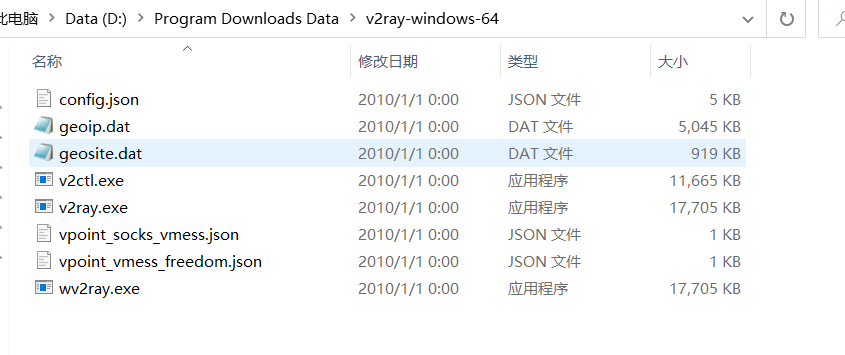 此电脑 > Data (D:) > Program Downloads Data > v2ray-windows-64
名称 修改日期 类型 大小
config.json 2010/1/1 0:00 JSON 文件 5 KB
geoip.dat 2010/1/1 0:00 DAT 文件 5,045 KB
geosite.dat 2010/1/1 0:00 DAT 文件 919 KB
v2ctl.exe 2010/1/1 0:00 应用程序 11,665 KB
v2ray.exe 2010/1/1 0:00 应用程序 17,705 KB
vpoint_socks_vmess.json 2010/1/1 0:00 JSON 文件 1 KB
vpoint_vmess_freedom.json 2010/1/1 0:00 JSON 文件 1 KB
wv2ray.exe 2010/1/1 0:00 应用程序 17,705 KB